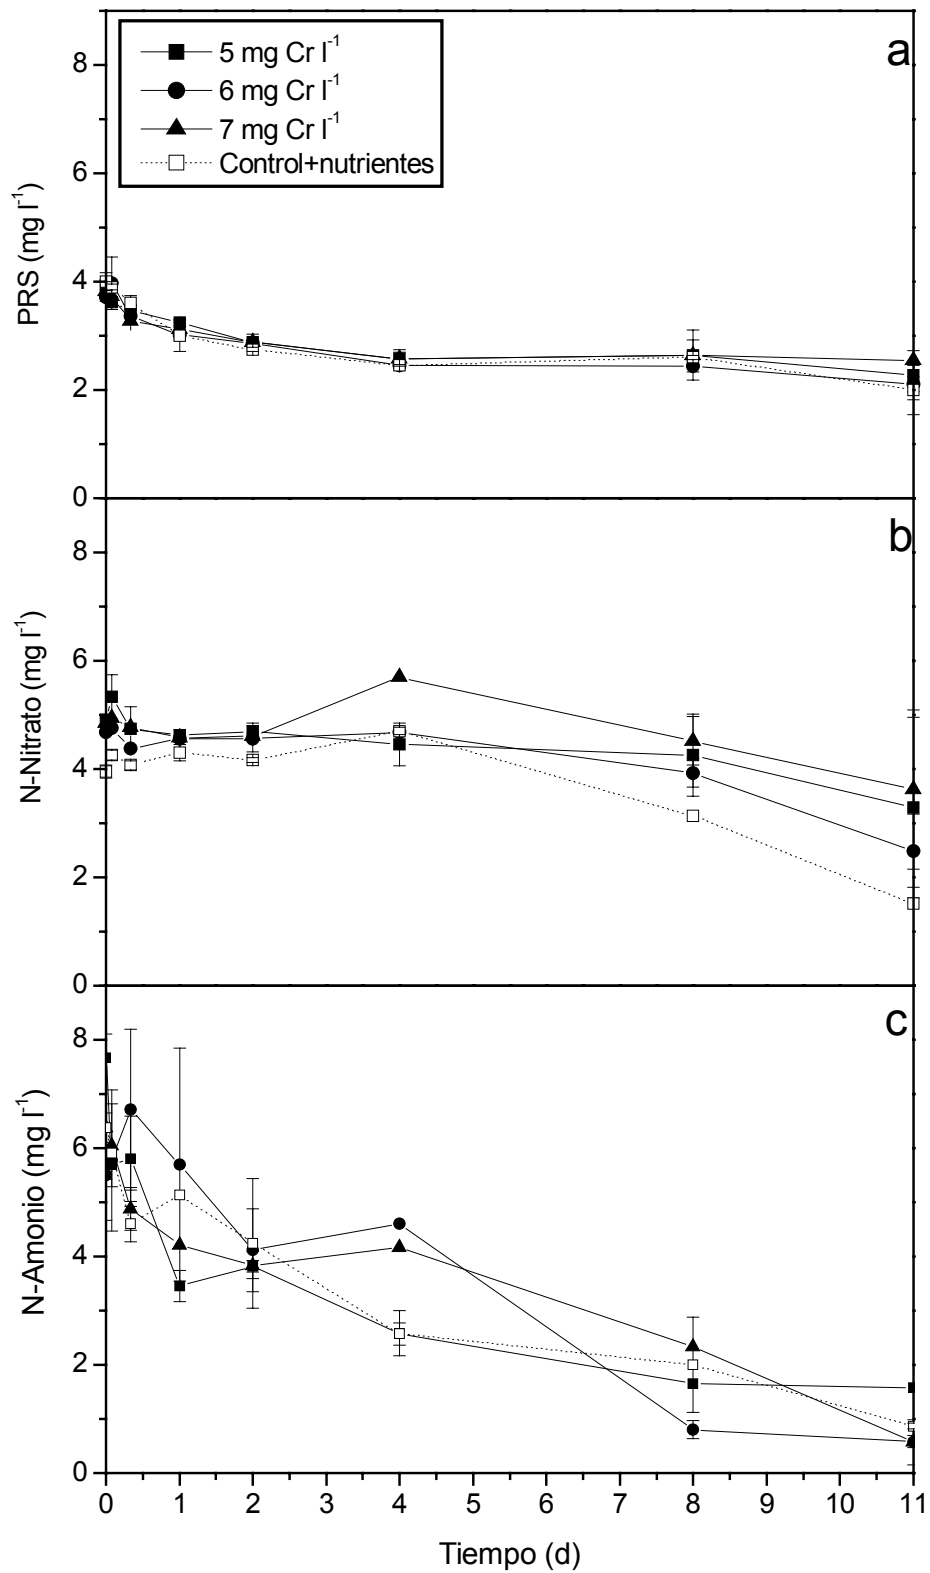 5 mg Cr l⁻¹
6 mg Cr l⁻¹
7 mg Cr l⁻¹
Control+nutrientes
a
8
6
4
2
0
PRS (mg l⁻¹)
b
8
6
4
2
0
N-Nitrato (mg l⁻¹)
c
8
6
4
2
0
N-Amonio (mg l⁻¹)
0 1 2 3 4 5 6 7 8 9 10 11
Tiempo (d)